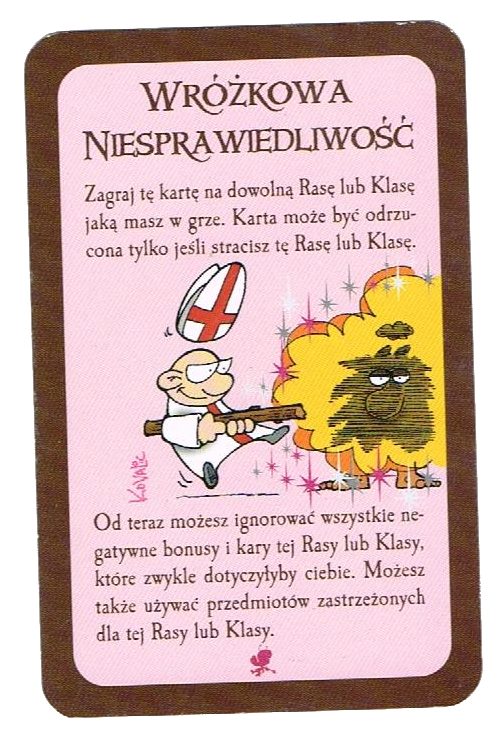 Wróżkowa
Niesprawiedliwość
Zagraj tę kartę na dowolną Rasę lub Klasę
jaką masz w grze. Karta może być odrzu-
cona tylko jeśli stracisz tę Rasę lub Klasę.
Kovalic
Od teraz możesz ignorować wszystkie ne-
gatywne bonusy i kary tej Rasy lub Klasy,
które zwykle dotyczyłyby ciebie. Możesz
także używać przedmiotów zastrzeżonych
dla tej Rasy lub Klasy.